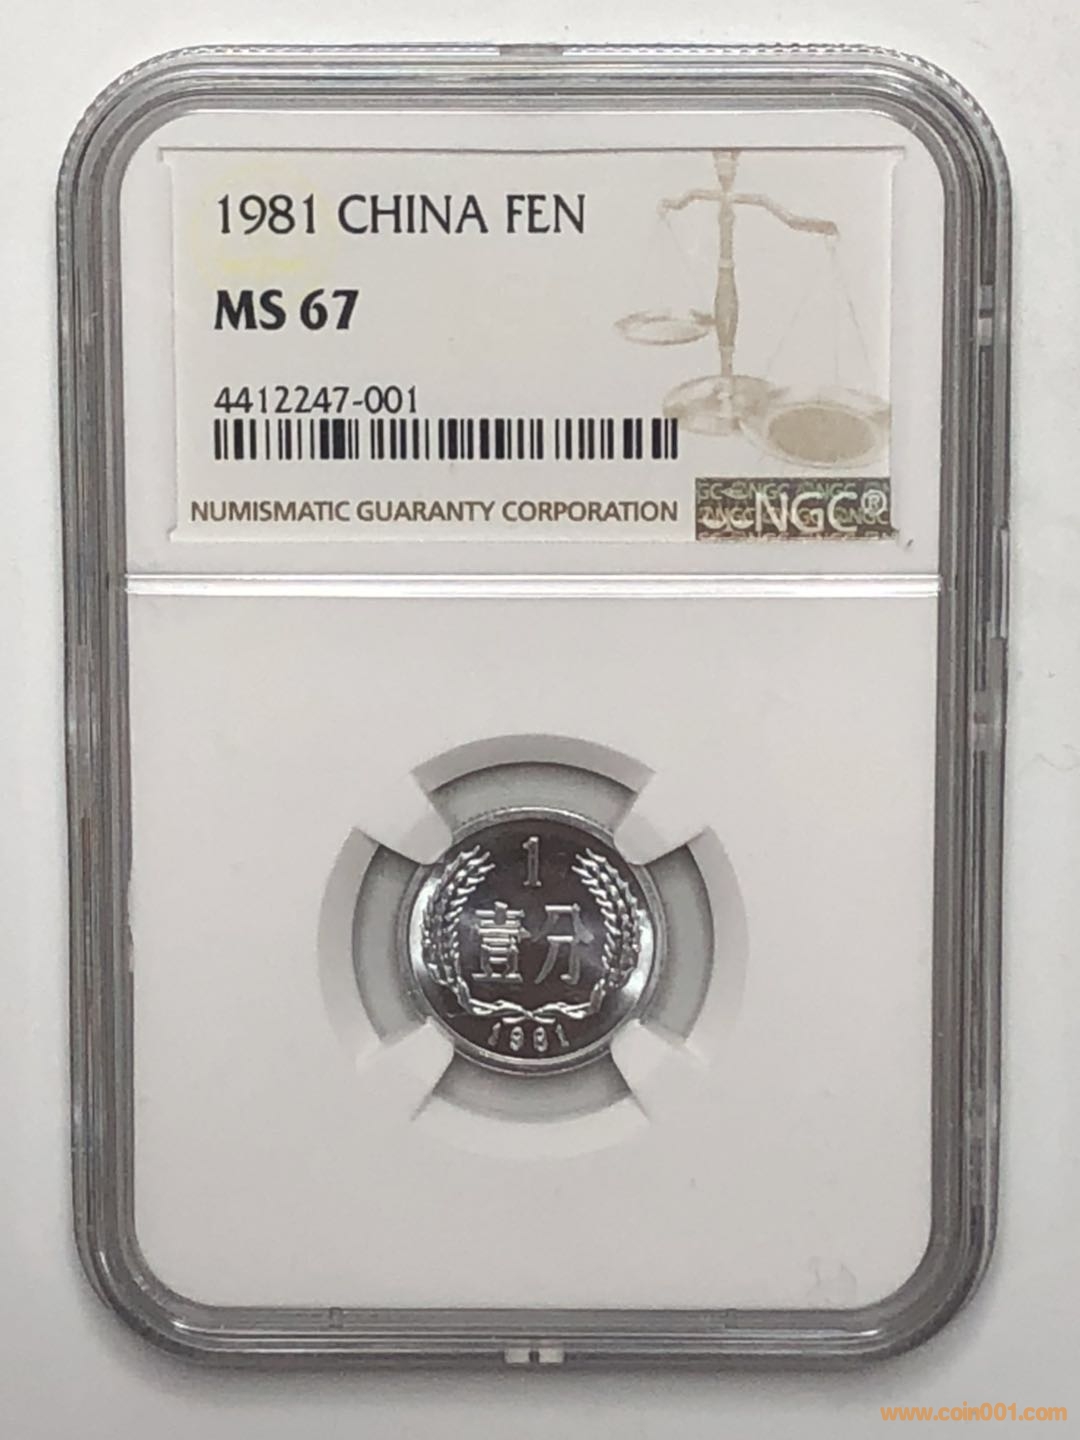 1981 CHINA FEN
MS 67
4412247-001
NUMISMATIC GUARANTY CORPORATION
NGC®
1
壹分
1981
www.coin001.com